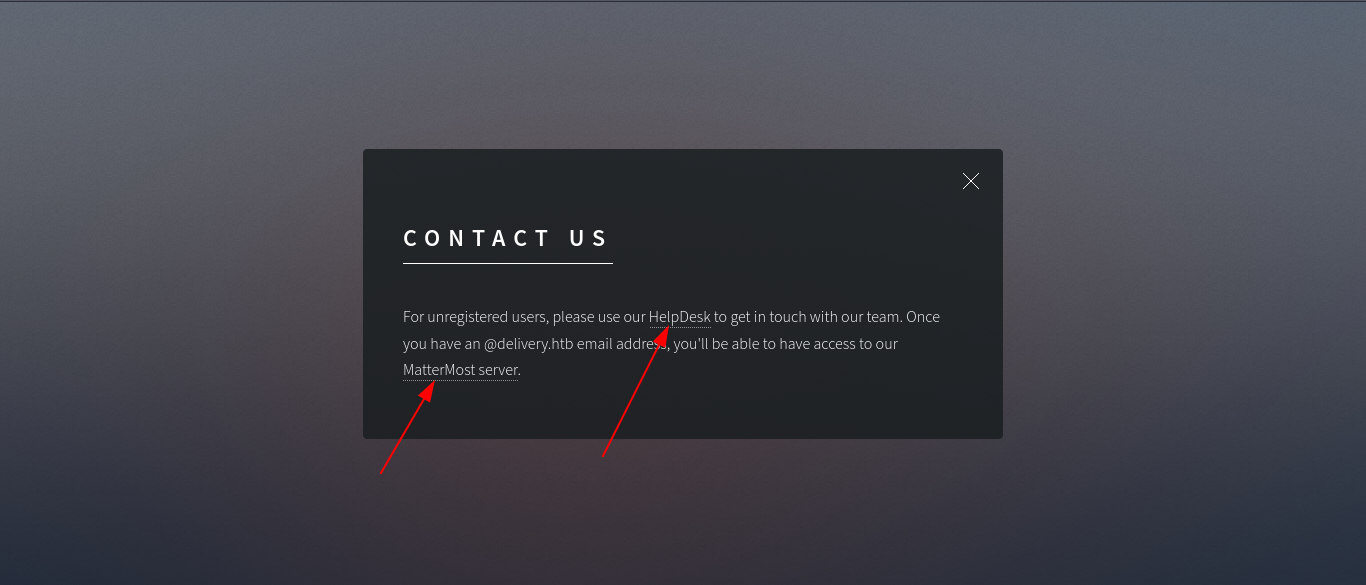 CONTACT US
For unregistered users, please use our HelpDesk to get in touch with our team. Once
you have an @delivery.htb email address, you'll be able to have access to our
MatterMost server.